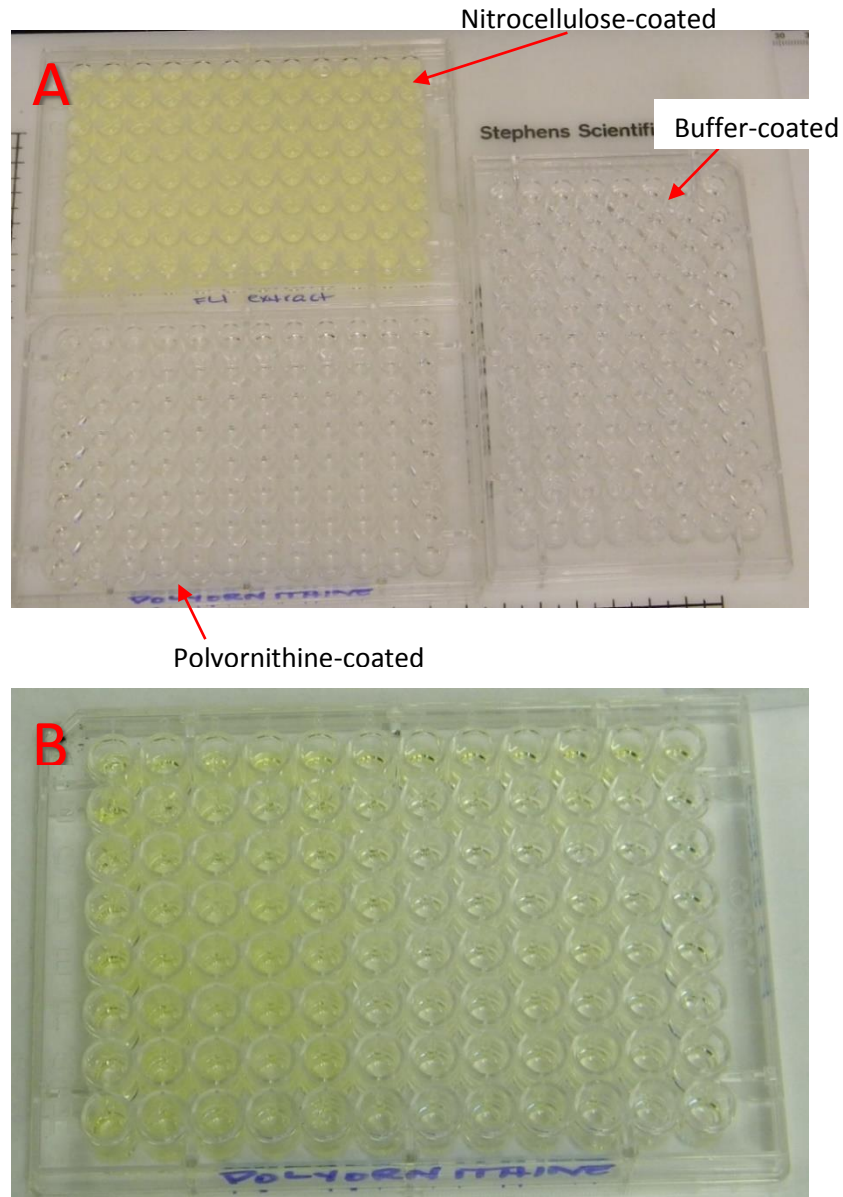 Nitrocellulose-coated
A
Stephens Scientifi
Buffer-coated
FLI extract
POLYORNITHINE
Polvornithine-coated
B
POLYORNITHINE